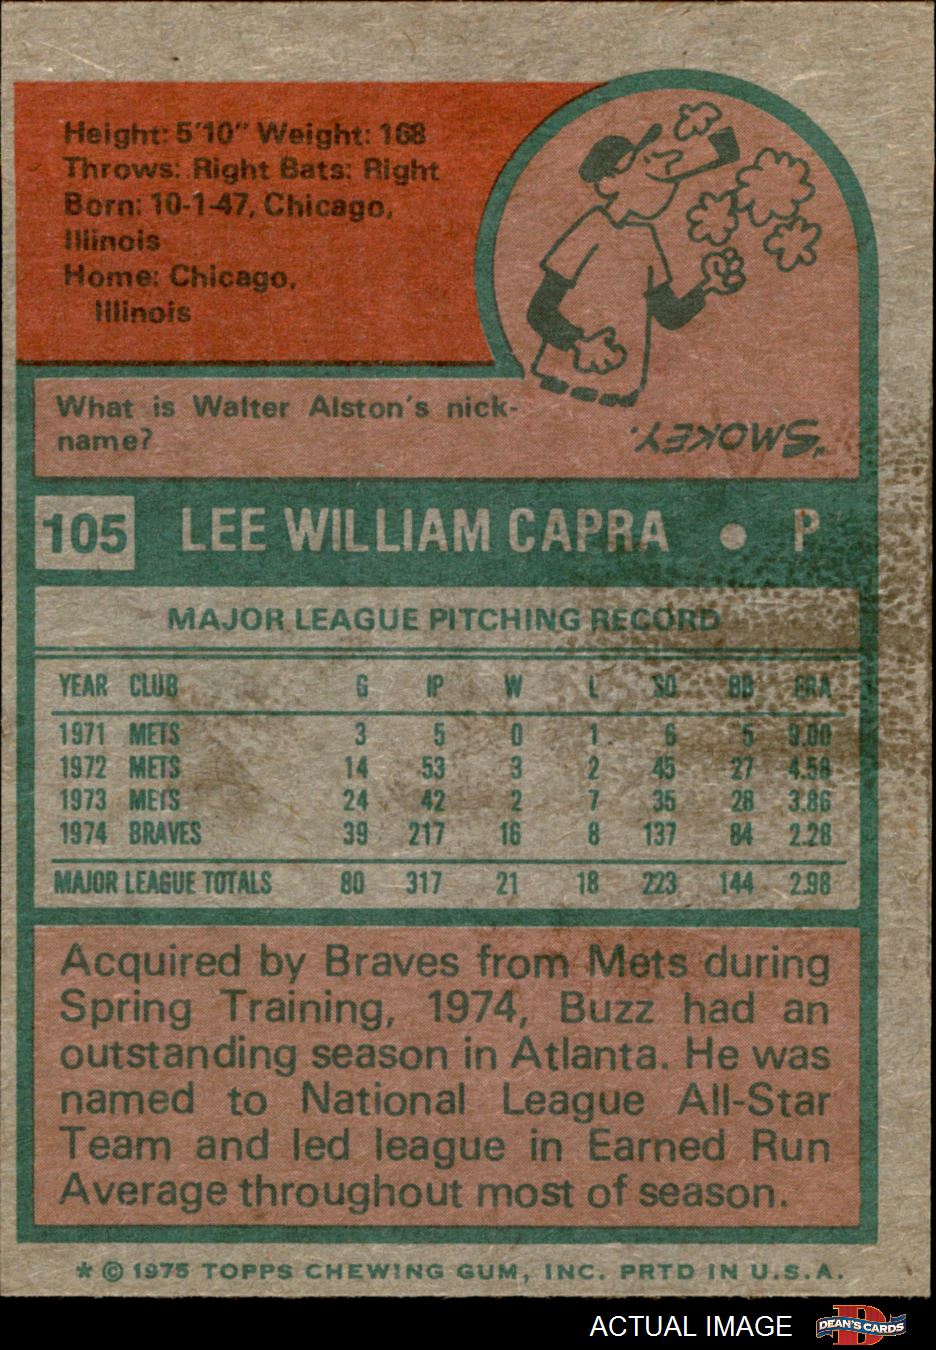 Height: 5'10" Weight: 168
Throws: Right Bats: Right
Born: 10-1-47, Chicago,
Illinois
Home: Chicago,
Illinois
What is Walter Alston's nick-
name?
"SMOKEY."
105 LEE WILLIAM CAPRA • P
MAJOR LEAGUE PITCHING RECORD
YEAR CLUB G IP W L SO BB ERA
1971 METS 3 5 0 1 6 5 9.00
1972 METS 14 53 3 2 45 27 4.58
1973 METS 24 42 2 7 35 28 3.86
1974 BRAVES 39 217 16 8 137 84 2.28
MAJOR LEAGUE TOTALS 80 317 21 18 223 144 2.98
Acquired by Braves from Mets during
Spring Training, 1974, Buzz had an
outstanding season in Atlanta. He was
named to National League All-Star
Team and led league in Earned Run
Average throughout most of season.
* © 1975 TOPPS CHEWING GUM, INC. PRTD IN U.S.A.
ACTUAL IMAGE
DEAN'S CARDS